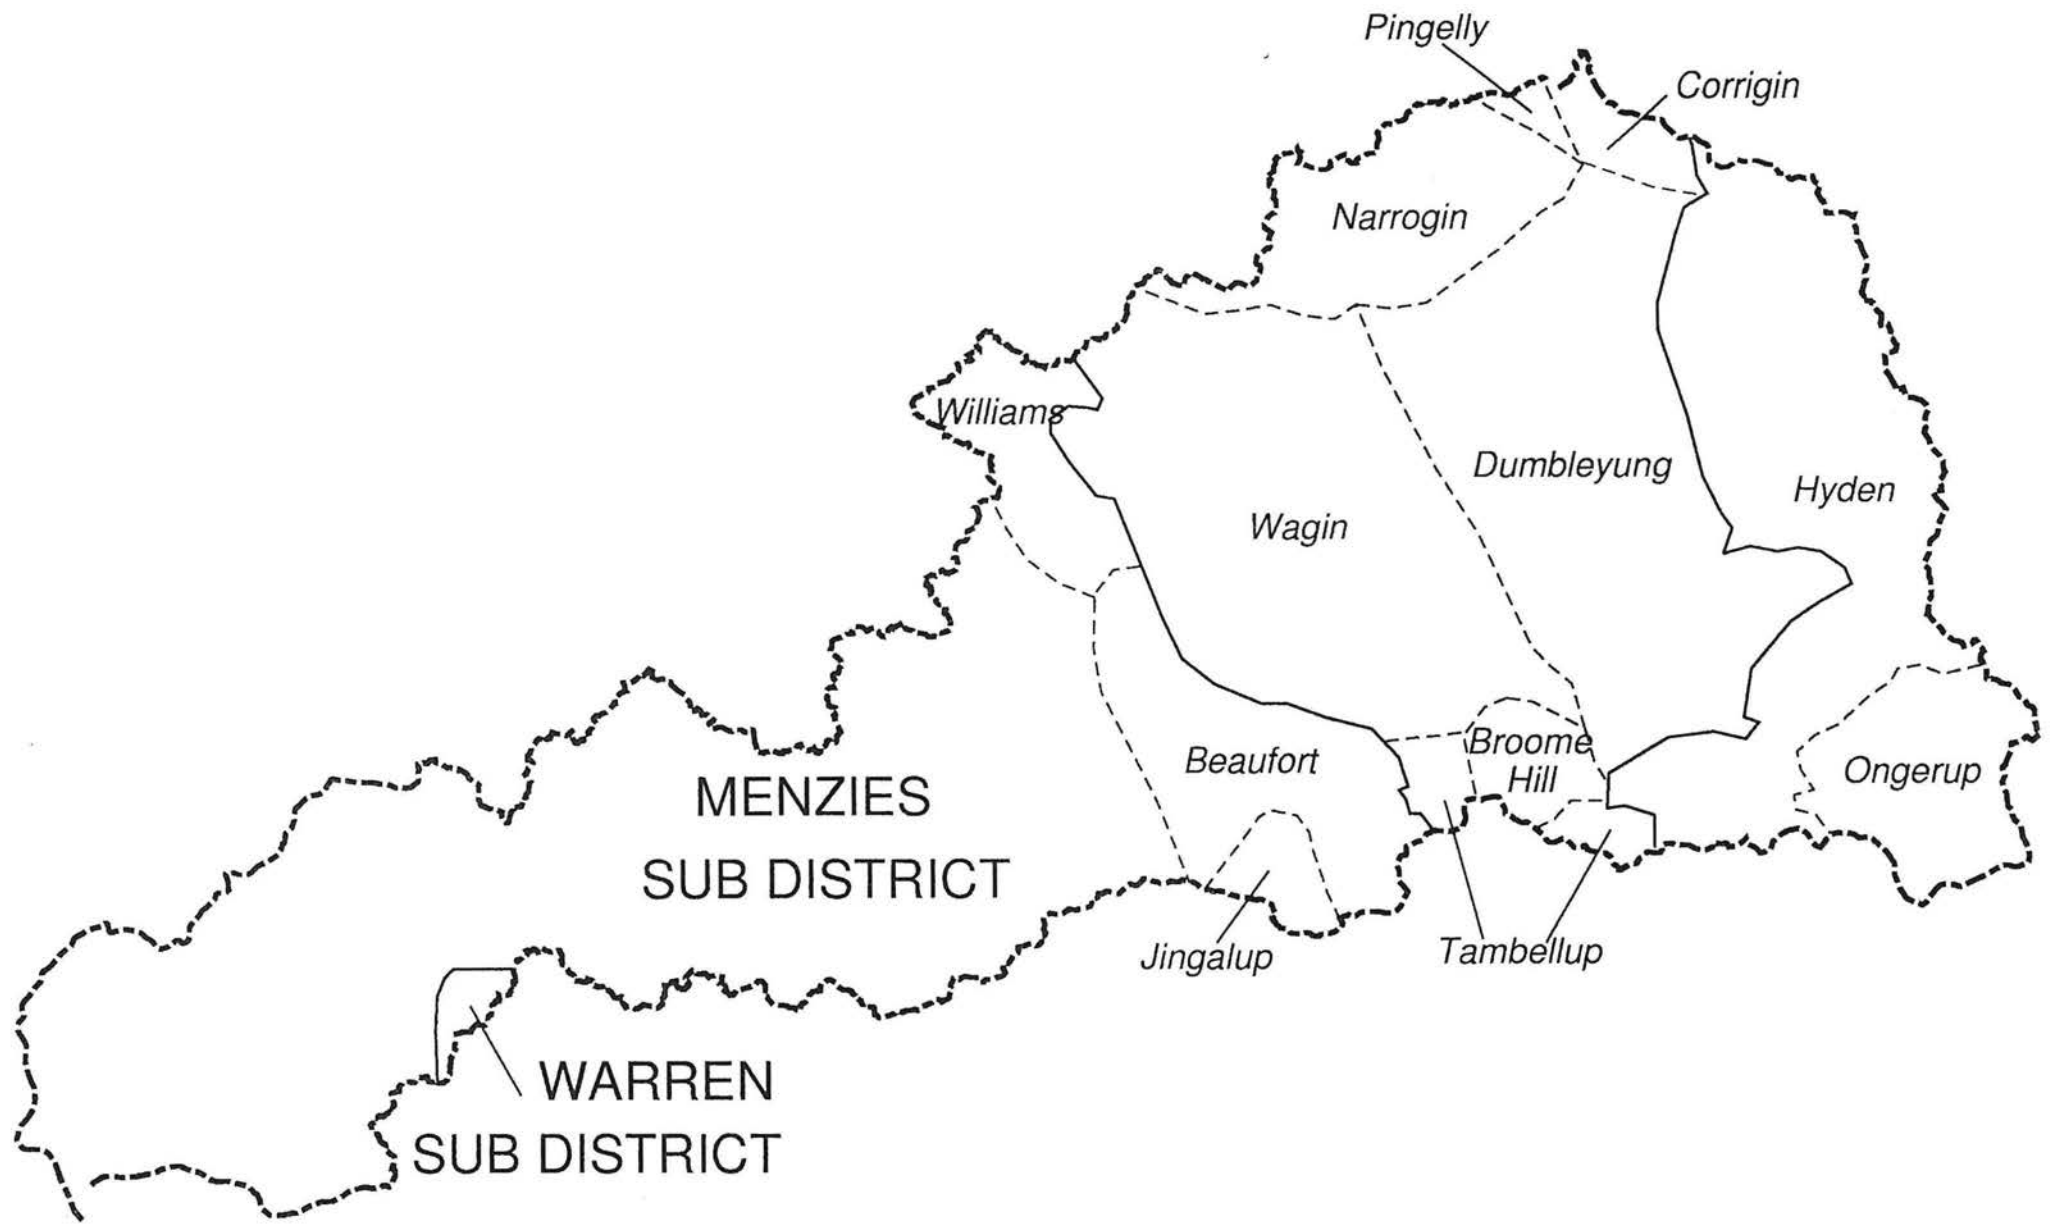 Pingelly
Corrigin
Narrogin
Williams
Dumbleyung
Hyden
Wagin
Broome
Hill
Beaufort
Ongerup
MENZIES
SUB DISTRICT
Jingalup
Tambellup
WARREN
SUB DISTRICT